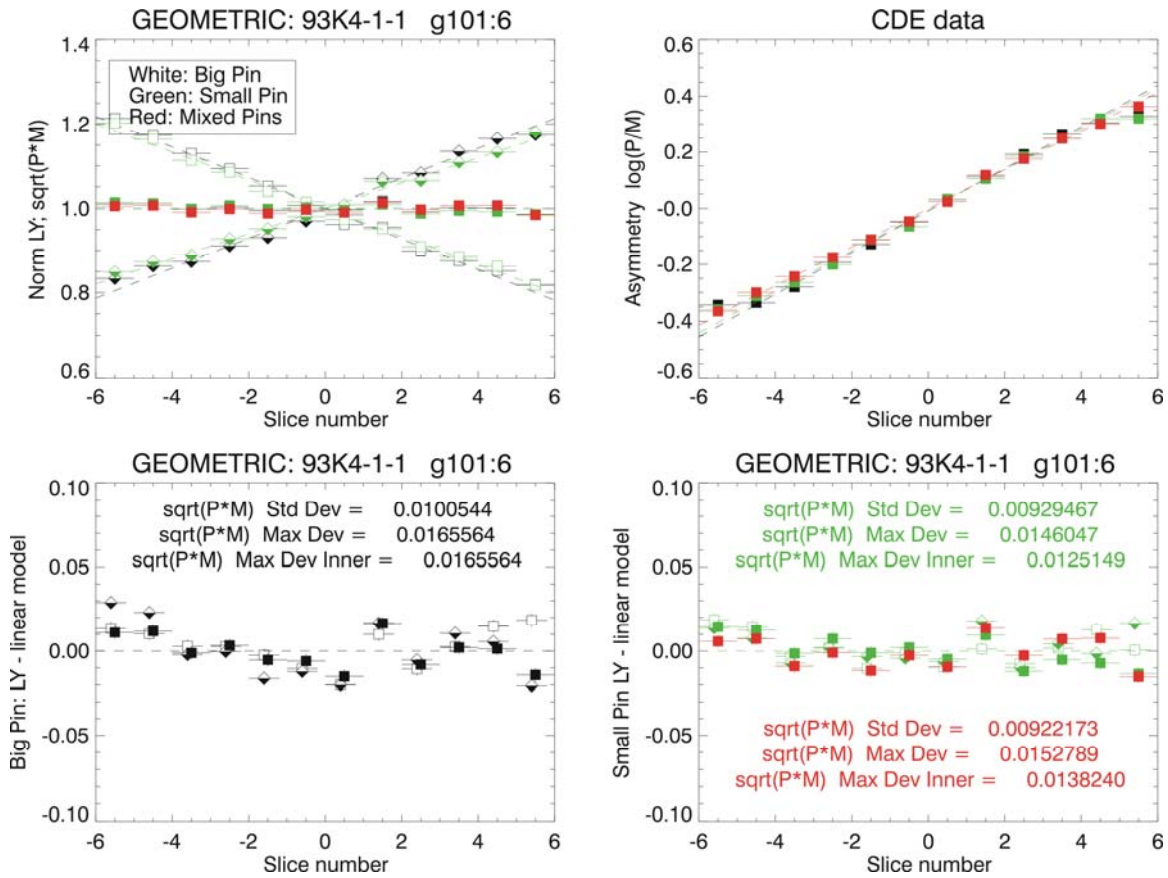 GEOMETRIC: 93K4-1-1 g101:6
1.4
1.2
1.0
0.8
0.6
Norm LY; sqrt(P*M)
White: Big Pin
Green: Small Pin
Red: Mixed Pins
-6 -4 -2 0 2 4 6
Slice number
CDE data
0.6
0.4
0.2
-0.0
-0.2
-0.4
-0.6
Asymmetry log(P/M)
-6 -4 -2 0 2 4 6
Slice number
GEOMETRIC: 93K4-1-1 g101:6
0.10
0.05
0.00
-0.05
-0.10
Big Pin: LY - linear model
sqrt(P*M) Std Dev = 0.0100544
sqrt(P*M) Max Dev = 0.0165564
sqrt(P*M) Max Dev Inner = 0.0165564
-6 -4 -2 0 2 4 6
Slice number
GEOMETRIC: 93K4-1-1 g101:6
0.10
0.05
0.00
-0.05
-0.10
Small Pin LY - linear model
sqrt(P*M) Std Dev = 0.00929467
sqrt(P*M) Max Dev = 0.0146047
sqrt(P*M) Max Dev Inner = 0.0125149
sqrt(P*M) Std Dev = 0.00922173
sqrt(P*M) Max Dev = 0.0152789
sqrt(P*M) Max Dev Inner = 0.0138240
-6 -4 -2 0 2 4 6
Slice number